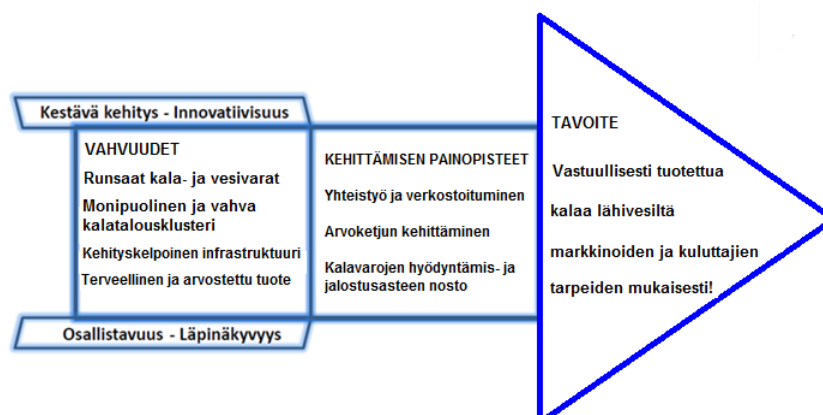 Kestävä kehitys - Innovatiivisuus
VAHVUUDET
Runsaat kala- ja vesivarat
Monipuolinen ja vahva
kalatalousklusteri
Kehityskelpoinen infrastruktuuri
Terveellinen ja arvostettu tuote
Osallistavuus - Läpinäkyvyys
KEHITTÄMISEN PAINOPISTEET
Yhteistyö ja verkostoituminen
Arvoketjun kehittäminen
Kalavarojen hyödyntämis- ja
jalostusasteen nosto
TAVOITE
Vastuullisesti tuotettua
kalaa lähivesiltä
markkinoiden ja kuluttajien
tarpeiden mukaisesti!